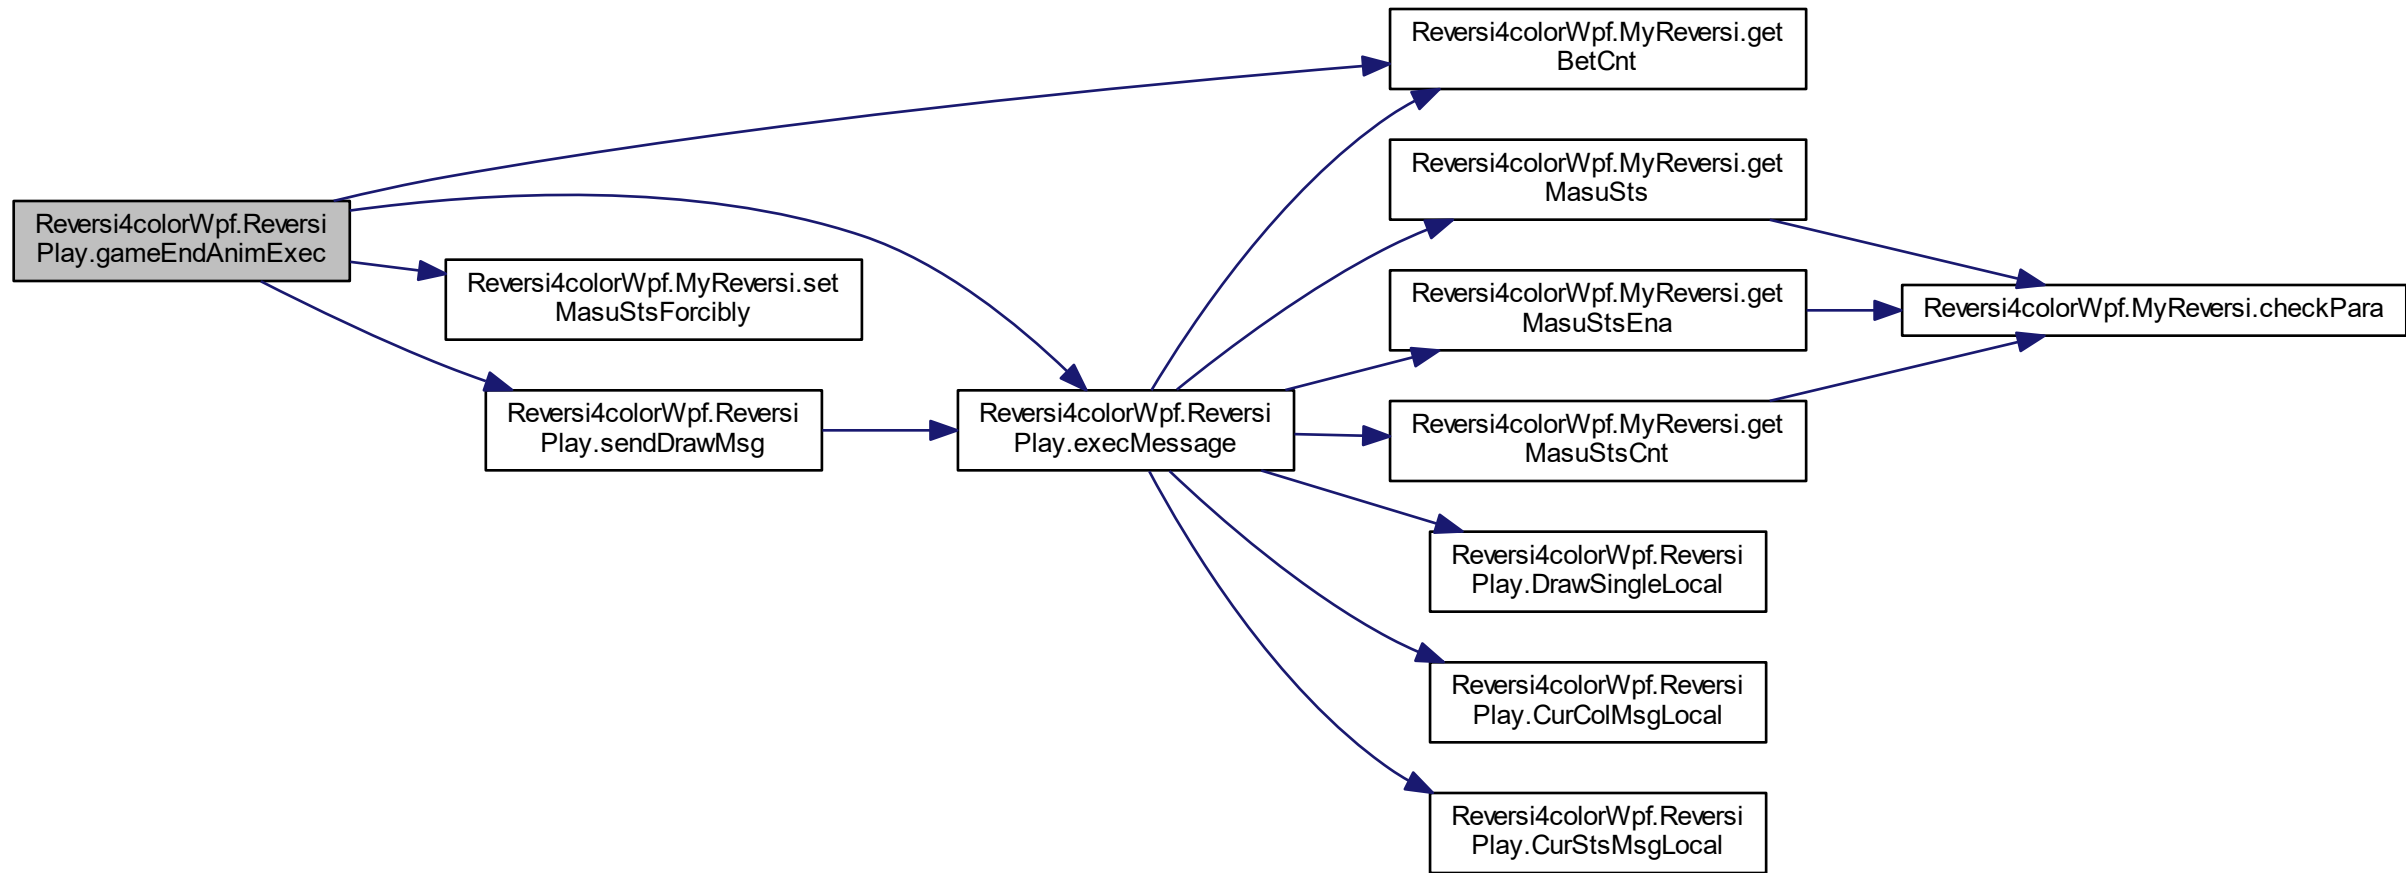 Reversi4colorWpf.Reversi
Play.gameEndAnimExec
Reversi4colorWpf.MyReversi.set
MasuStsForcibly
Reversi4colorWpf.Reversi
Play.sendDrawMsg
Reversi4colorWpf.Reversi
Play.execMessage
Reversi4colorWpf.MyReversi.get
BetCnt
Reversi4colorWpf.MyReversi.get
MasuSts
Reversi4colorWpf.MyReversi.get
MasuStsEna
Reversi4colorWpf.MyReversi.get
MasuStsCnt
Reversi4colorWpf.Reversi
Play.DrawSingleLocal
Reversi4colorWpf.Reversi
Play.CurColMsgLocal
Reversi4colorWpf.Reversi
Play.CurStsMsgLocal
Reversi4colorWpf.MyReversi.checkPara